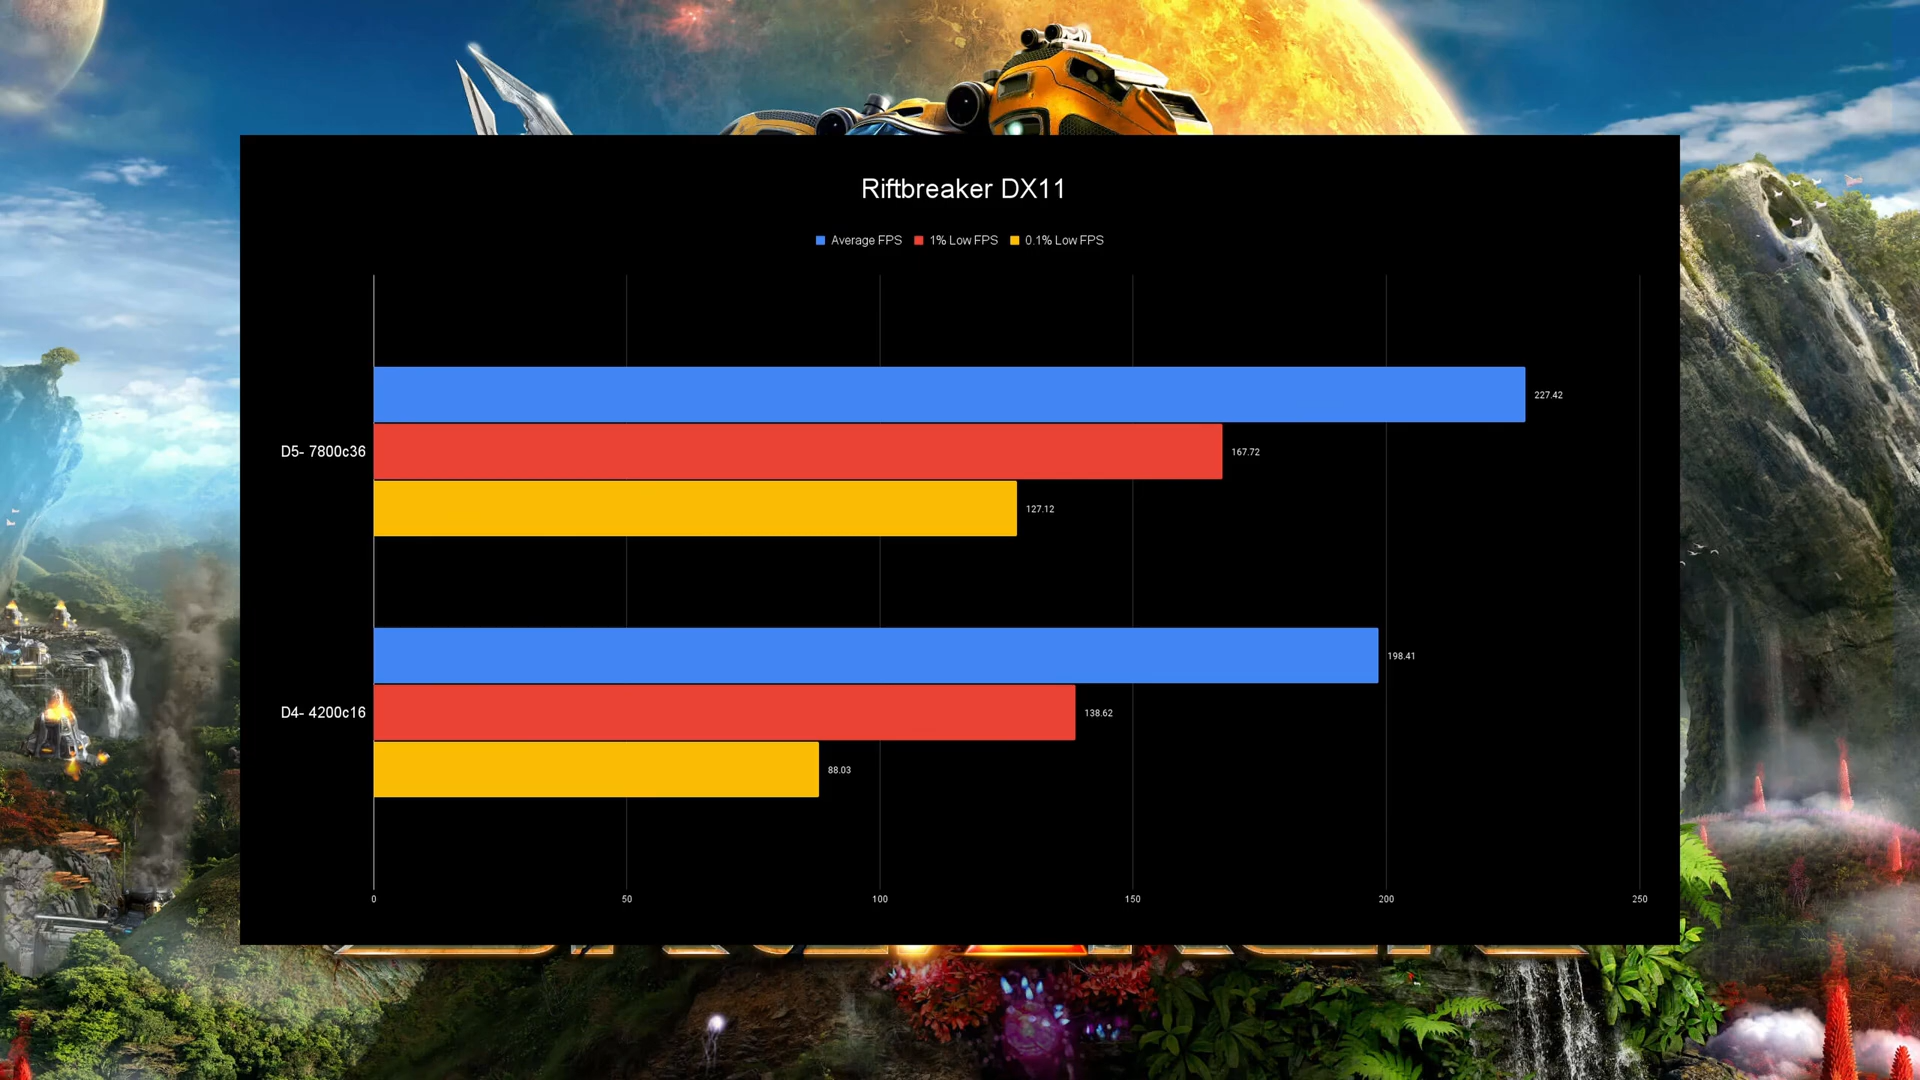 Riftbreaker DX11
Average FPS 1% Low FPS 0.1% Low FPS
227.42
D5- 7800c36
167.72
127.12
198.41
D4- 4200c16
138.62
88.03
0 50 100 150 200 250